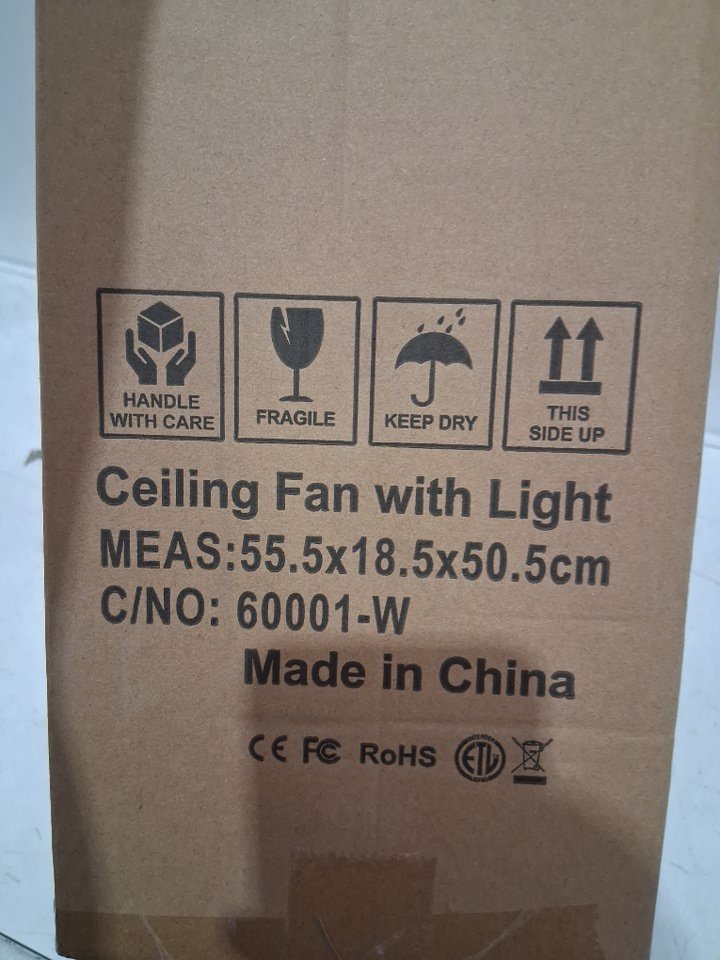 HANDLE
WITH CARE
FRAGILE
KEEP DRY
THIS
SIDE UP
Ceiling Fan with Light
MEAS:55.5x18.5x50.5cm
C/NO: 60001-W
Made in China
CE FC RoHS ETL